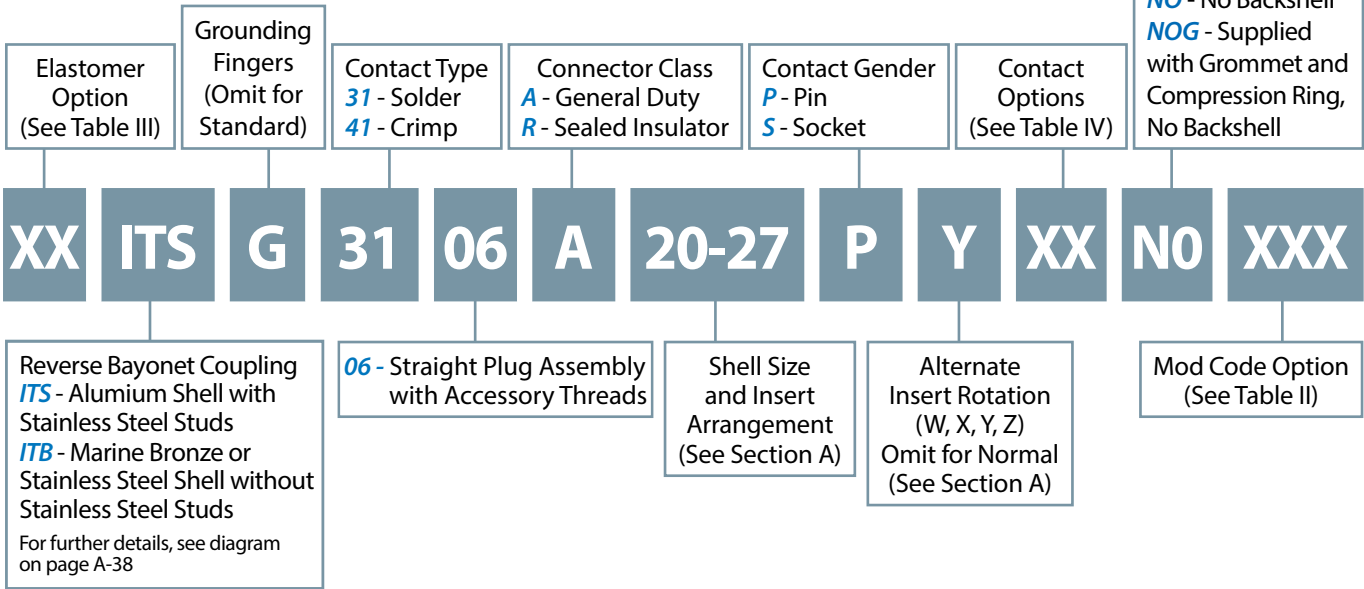 Elastomer
Option
(See Table III)
Grounding
Fingers
(Omit for
Standard)
Contact Type
31 - Solder
41 - Crimp
Connector Class
A - General Duty
R - Sealed Insulator
Contact Gender
P - Pin
S - Socket
Contact
Options
(See Table IV)
NO - No Backshell
NOG - Supplied
with Grommet and
Compression Ring,
No Backshell
XX ITS G 31 06 A 20-27 P Y XX N0 XXX
Reverse Bayonet Coupling
ITS - Alumium Shell with
Stainless Steel Studs
ITB - Marine Bronze or
Stainless Steel Shell without
Stainless Steel Studs
For further details, see diagram
on page A-38
06 - Straight Plug Assembly
with Accessory Threads
Shell Size
and Insert
Arrangement
(See Section A)
Alternate
Insert Rotation
(W, X, Y, Z)
Omit for Normal
(See Section A)
Mod Code Option
(See Table II)